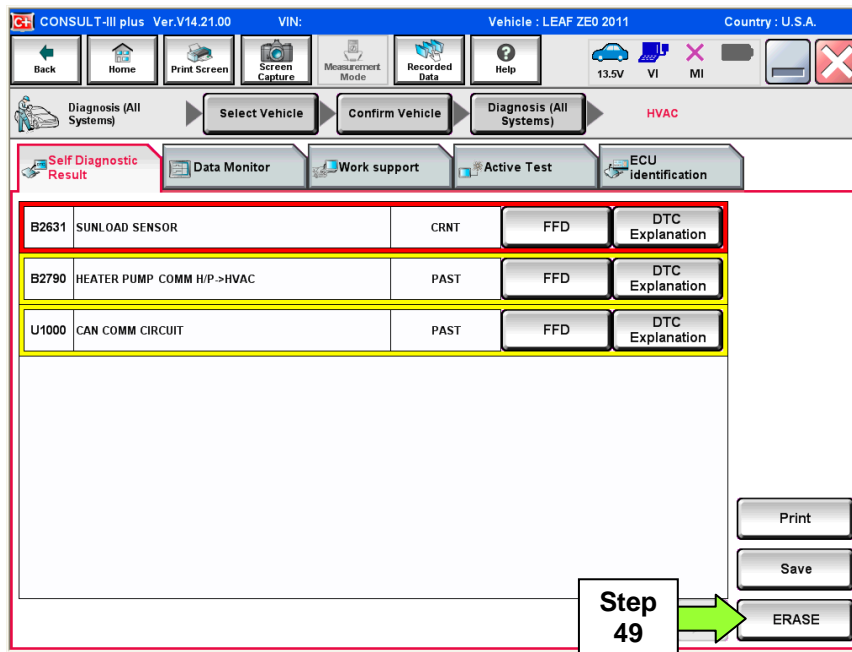 CONSULT-III plus Ver.V14.21.00 VIN: Vehicle : LEAF ZE0 2011 Country : U.S.A.
Back
Home
Print Screen
Screen
Capture
Measurement
Mode
Recorded
Data
Help
13.5V
VI
MI
Diagnosis (All
Systems)
Select Vehicle
Confirm Vehicle
Diagnosis (All
Systems)
HVAC
Self Diagnostic
Result
Data Monitor
Work support
Active Test
ECU
identification
B2631 SUNLOAD SENSOR CRNT FFD DTC
Explanation
B2790 HEATER PUMP COMM H/P->HVAC PAST FFD DTC
Explanation
U1000 CAN COMM CIRCUIT PAST FFD DTC
Explanation
Print
Save
ERASE
Step
49